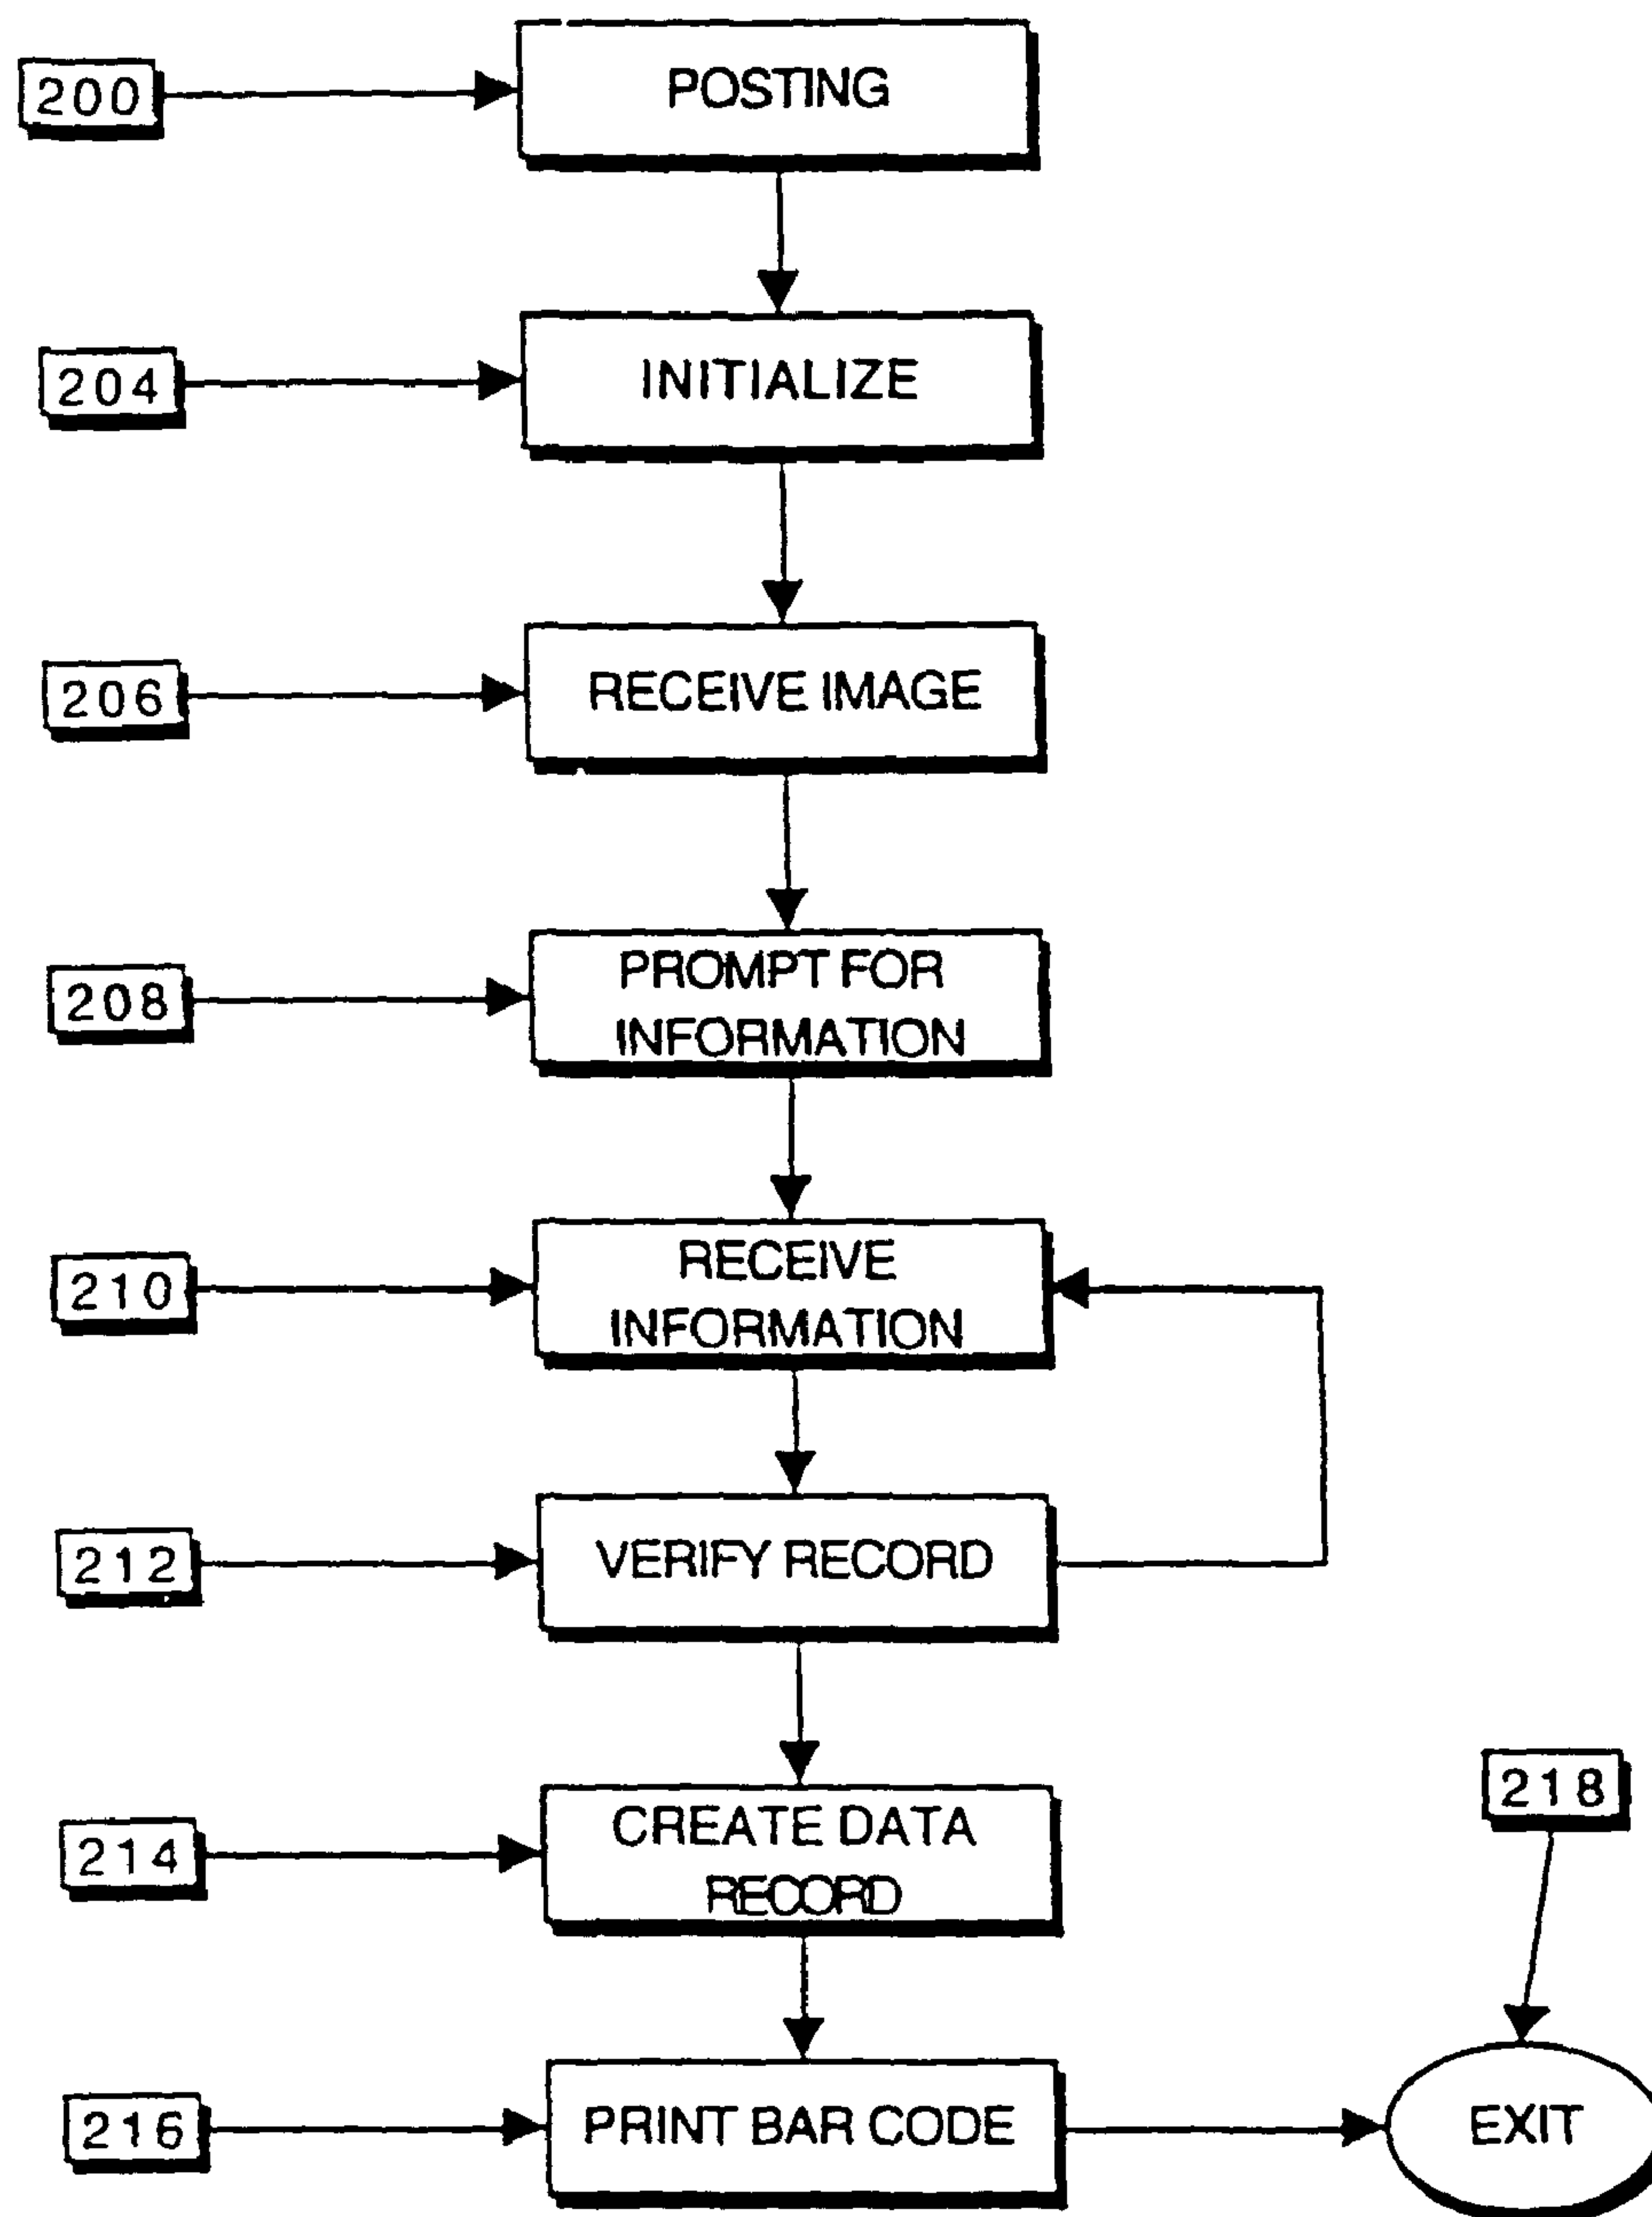 200
POSTING
204
INITIALIZE
206
RECEIVE IMAGE
208
PROMPT FOR
INFORMATION
210
RECEIVE
INFORMATION
212
VERIFY RECORD
214
CREATE DATA
RECORD
218
216
PRINT BAR CODE
EXIT